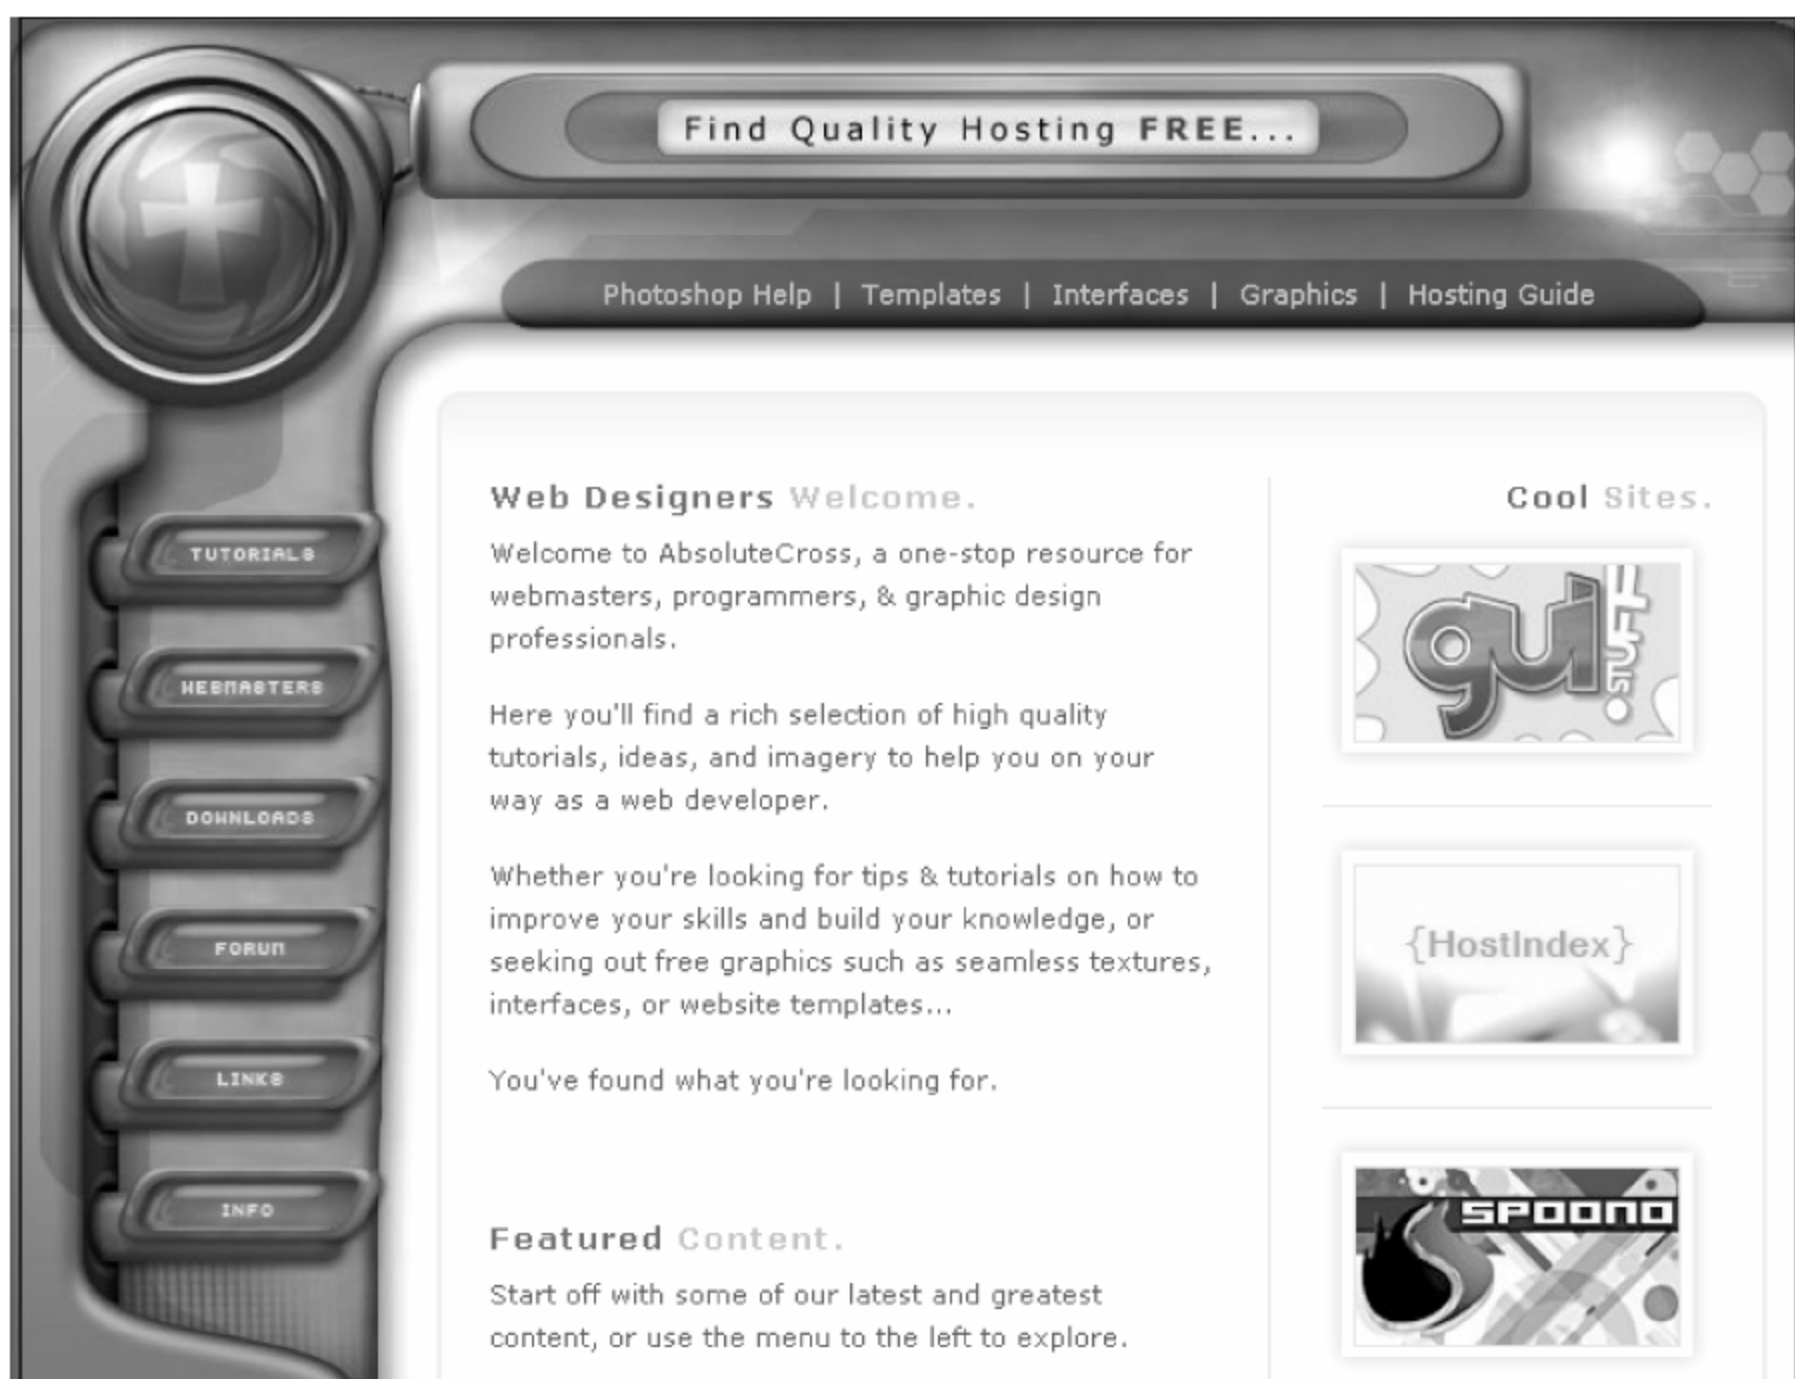 Find Quality Hosting FREE...
Photoshop Help | Templates | Interfaces | Graphics | Hosting Guide
TUTORIALS
WEBMASTERS
DOWNLOADS
FORUM
LINKS
INFO
Web Designers Welcome.
Welcome to AbsoluteCross, a one-stop resource for
webmasters, programmers, & graphic design
professionals.
Here you'll find a rich selection of high quality
tutorials, ideas, and imagery to help you on your
way as a web developer.
Whether you're looking for tips & tutorials on how to
improve your skills and build your knowledge, or
seeking out free graphics such as seamless textures,
interfaces, or website templates...
You've found what you're looking for.
Featured Content.
Start off with some of our latest and greatest
content, or use the menu to the left to explore.
Cool Sites.
gui
stuff
{HostIndex}
SPOONO